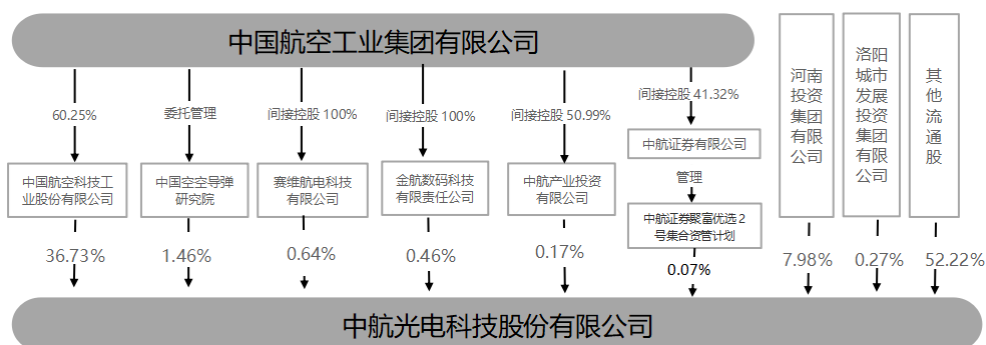 中国航空工业集团有限公司
60.25%
委托管理
间接控股 100%
间接控股 100%
间接控股 50.99%
间接控股 41.32%
中航证券有限公司
管理
中国航空科技工
业股份有限公司
中国空空导弹
研究院
赛维航电科技
有限公司
金航数码科技
有限责任公司
中航产业投资
有限公司
中航证券聚富优选 2
号集合资管计划
河南
投资
集团
有限
公司
洛阳
城市
发展
投资
集团
有限
公司
其
他
流
通
股
36.73%
1.46%
0.64%
0.46%
0.17%
0.07%
7.98%
0.27%
52.22%
中航光电科技股份有限公司